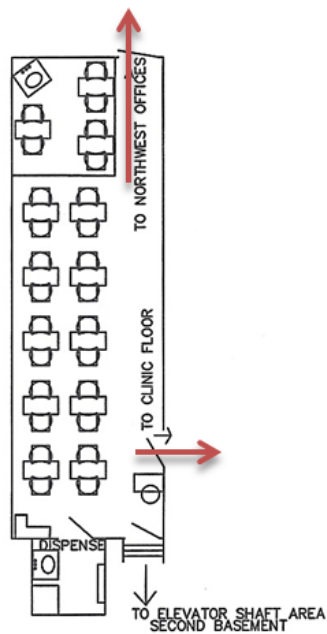 TO NORTHWEST OFFICES
TO CLINIC FLOOR
DISPENSE
TO ELEVATOR SHAFT AREA
SECOND BASEMENT